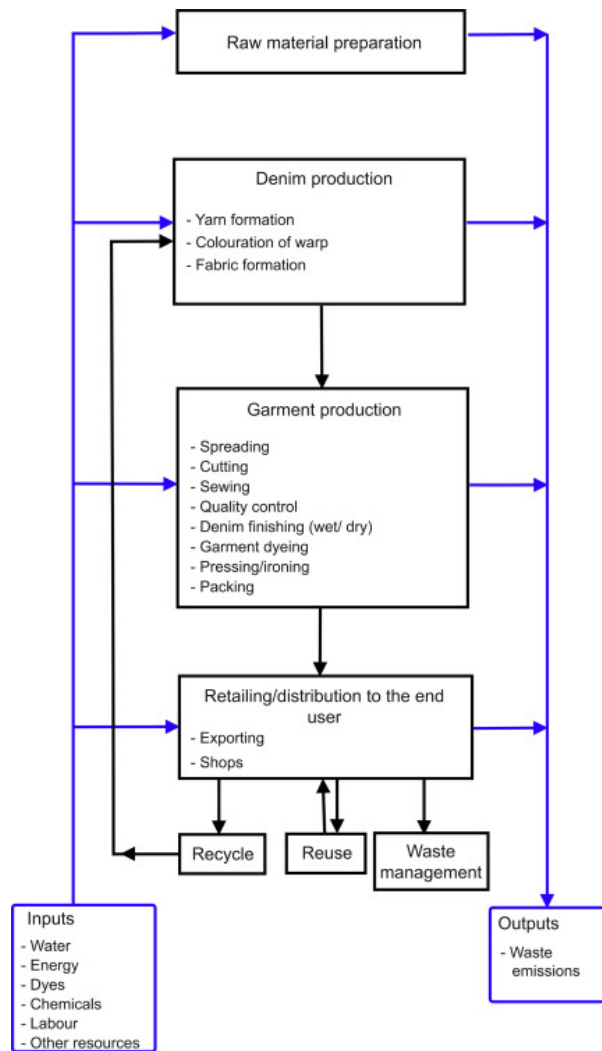 Raw material preparation
Denim production
- Yarn formation
- Colouration of warp
- Fabric formation
Garment production
- Spreading
- Cutting
- Sewing
- Quality control
- Denim finishing (wet/ dry)
- Garment dyeing
- Pressing/ironing
- Packing
Retailing/distribution to the end
user
- Exporting
- Shops
Recycle
Reuse
Waste
management
Inputs
- Water
- Energy
- Dyes
- Chemicals
- Labour
- Other resources
Outputs
- Waste
emissions